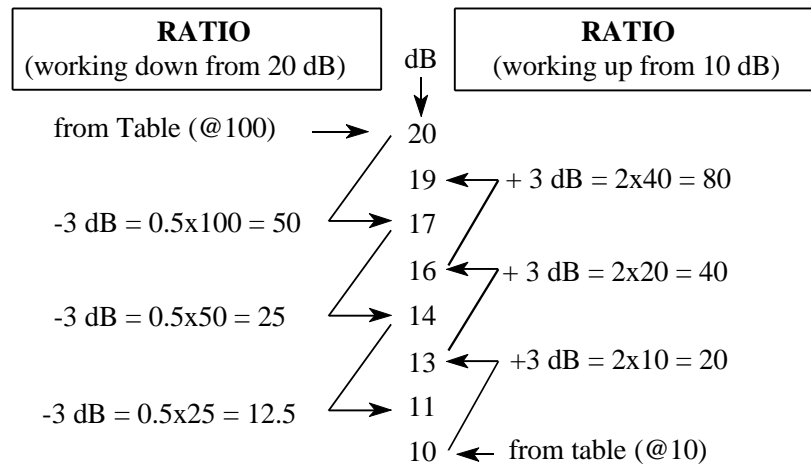 RATIO
(working down from 20 dB)
dB
RATIO
(working up from 10 dB)
from Table (@100)
20
19
+ 3 dB = 2x40 = 80
-3 dB = 0.5x100 = 50
17
16
+ 3 dB = 2x20 = 40
-3 dB = 0.5x50 = 25
14
13
+3 dB = 2x10 = 20
-3 dB = 0.5x25 = 12.5
11
10
from table (@10)